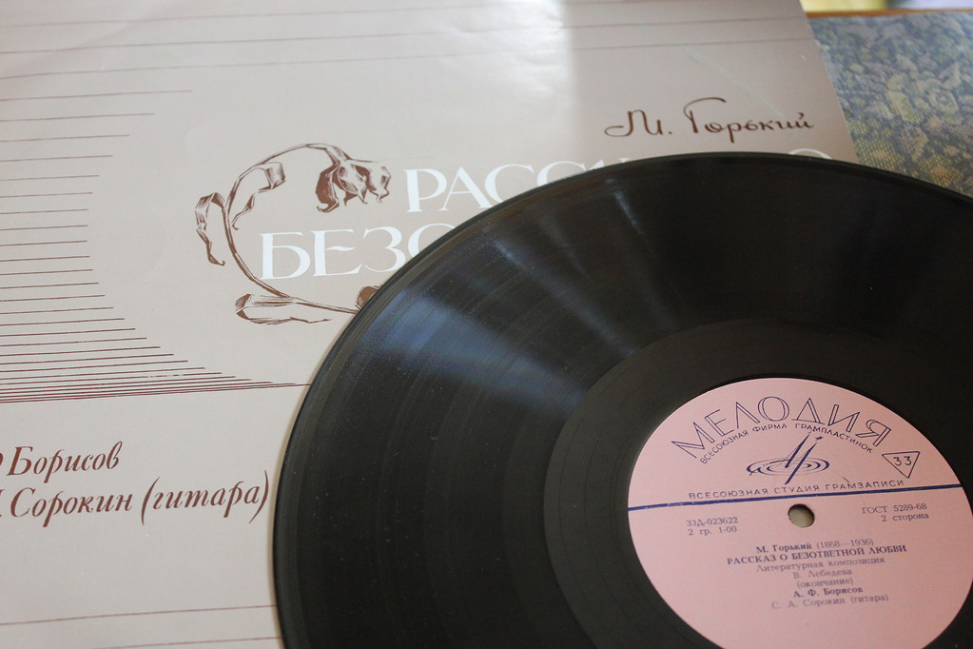 М. Горький
РАСС
БЕЗО
Борисов
Сорокин (гитара)
МЕЛОДИЯ
ВСЕСОЮЗНАЯ ФИРМА ГРАМПЛАСТИНОК
33
ВСЕСОЮЗНАЯ СТУДИЯ ГРАМЗАПИСИ
33Д-023622
2 гр. 1-00
ГОСТ 5289-68
2 сторона
М. Горький (1868—1936)
РАССКАЗ О БЕЗОТВЕТНОЙ ЛЮБВИ
Литературная композиция
В. Лебедева
(окончание)
А. Ф. Борисов
С. А. Сорокин (гитара)